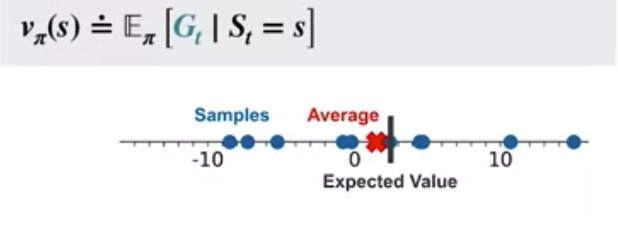 vπ(s) ≐ 𝔼π [Gt | St = s]
Samples Average
-10 0 10
Expected Value